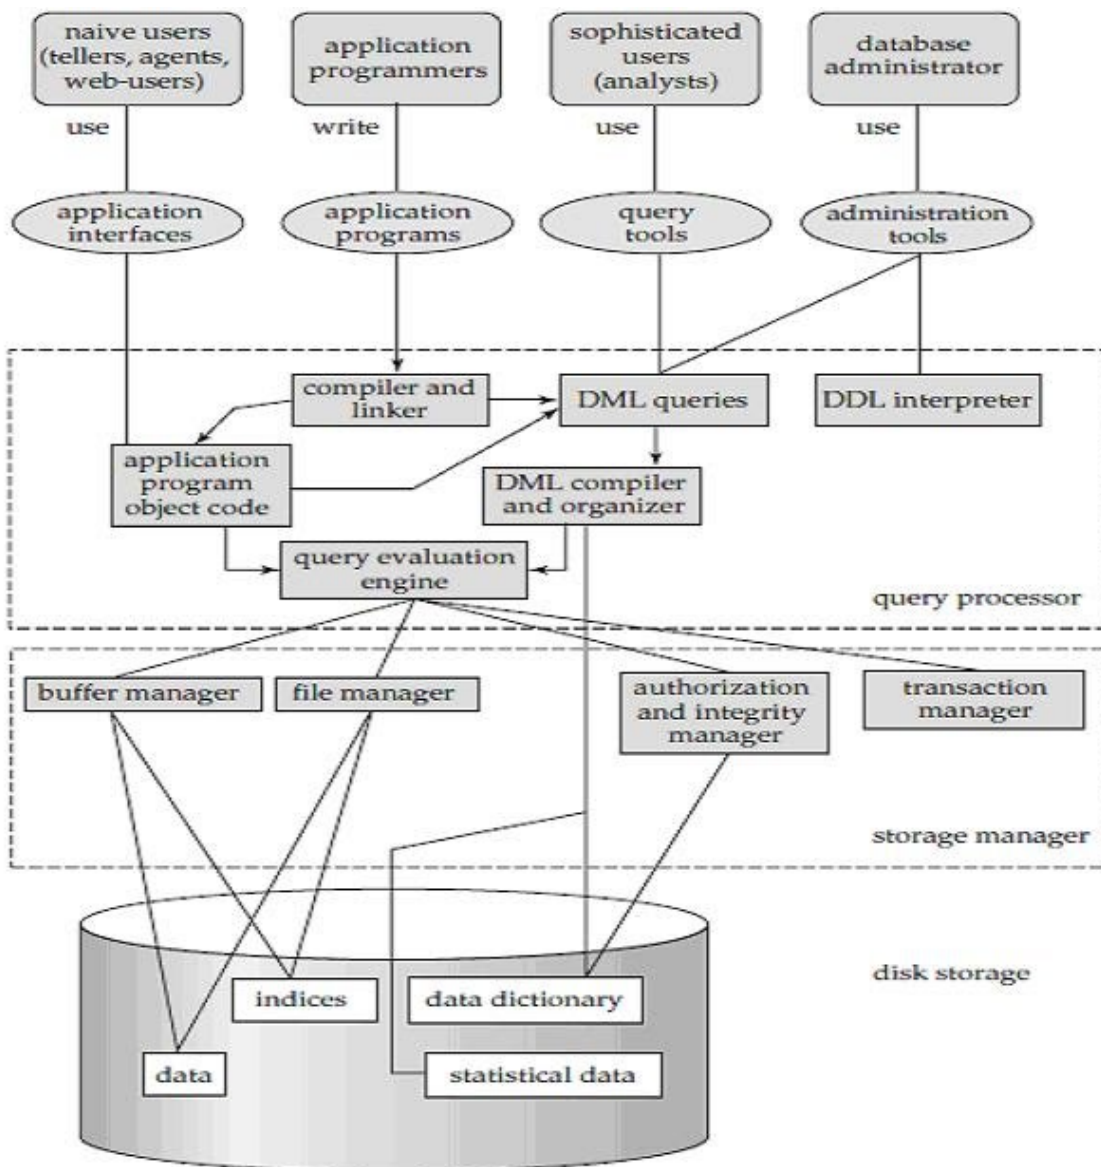 naive users
(tellers, agents,
web-users)
application
programmers
sophisticated
users
(analysts)
database
administrator
use
write
use
use
application
interfaces
application
programs
query
tools
administration
tools
compiler and
linker
DML queries
DDL interpreter
application
program
object code
DML compiler
and organizer
query evaluation
engine
query processor
buffer manager
file manager
authorization
and integrity
manager
transaction
manager
storage manager
disk storage
indices
data dictionary
data
statistical data